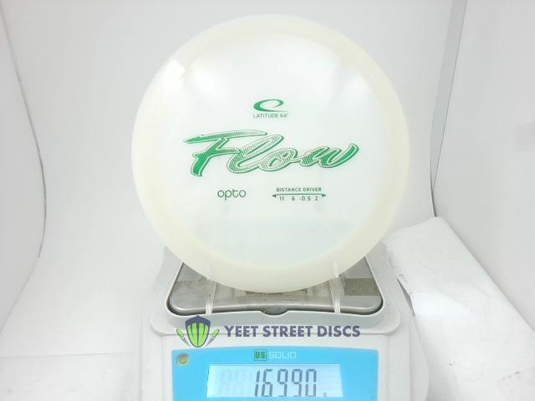 LATITUDE 64°
Flow
opto
DISTANCE DRIVER
11 6 -0.5 2
YEET STREET DISCS
US SOLID
169.90